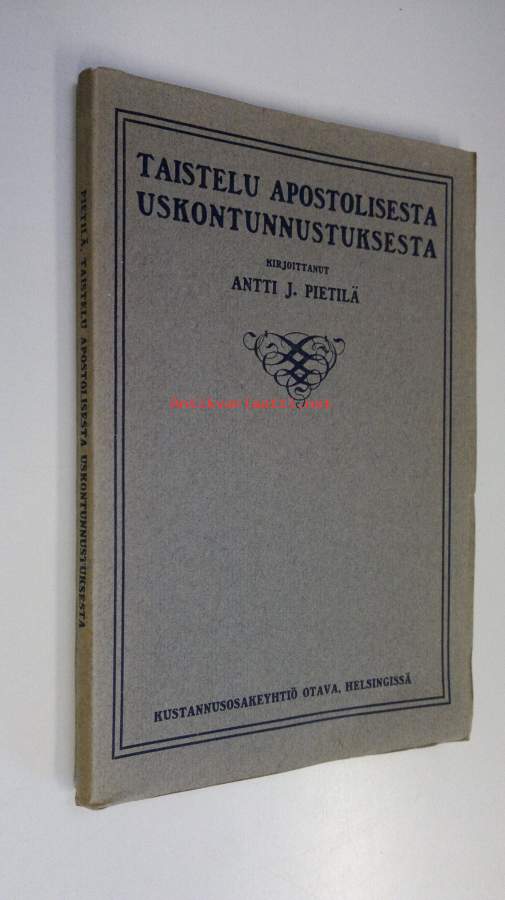 TAISTELU APOSTOLISESTA
USKONTUNNUSTUKSESTA
KIRJOITTANUT
ANTTI J. PIETILÄ
KUSTANNUSOSAKEYHTIÖ OTAVA, HELSINGISSÄ
PIETILÄ, TAISTELU APOSTOLISESTA USKONTUNNUSTUKSESTA